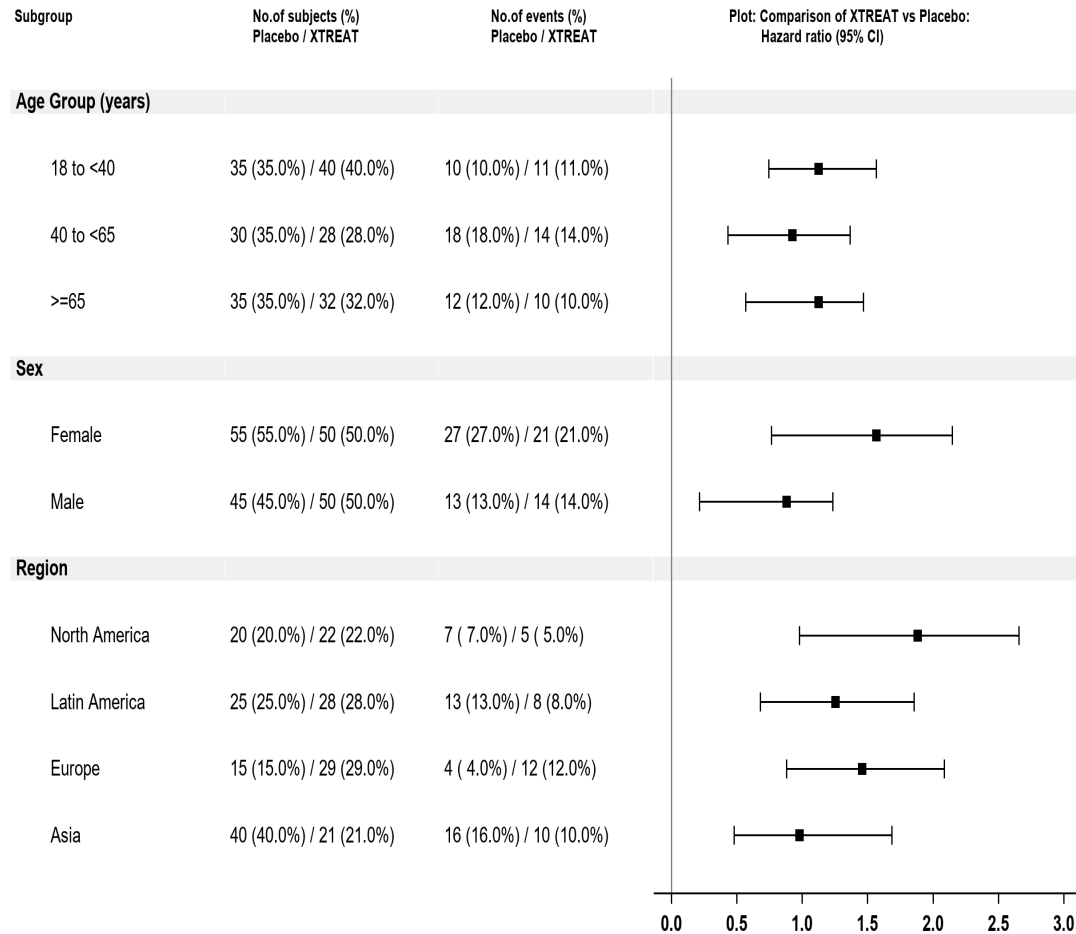 Subgroup No.of subjects (%) No.of events (%) Plot: Comparison of XTREAT vs Placebo:
Placebo / XTREAT Placebo / XTREAT Hazard ratio (95% CI)
Age Group (years)
18 to <40 35 (35.0%) / 40 (40.0%) 10 (10.0%) / 11 (11.0%)
40 to <65 30 (35.0%) / 28 (28.0%) 18 (18.0%) / 14 (14.0%)
>=65 35 (35.0%) / 32 (32.0%) 12 (12.0%) / 10 (10.0%)
Sex
Female 55 (55.0%) / 50 (50.0%) 27 (27.0%) / 21 (21.0%)
Male 45 (45.0%) / 50 (50.0%) 13 (13.0%) / 14 (14.0%)
Region
North America 20 (20.0%) / 22 (22.0%) 7 ( 7.0%) / 5 ( 5.0%)
Latin America 25 (25.0%) / 28 (28.0%) 13 (13.0%) / 8 (8.0%)
Europe 15 (15.0%) / 29 (29.0%) 4 ( 4.0%) / 12 (12.0%)
Asia 40 (40.0%) / 21 (21.0%) 16 (16.0%) / 10 (10.0%)
0.0 0.5 1.0 1.5 2.0 2.5 3.0